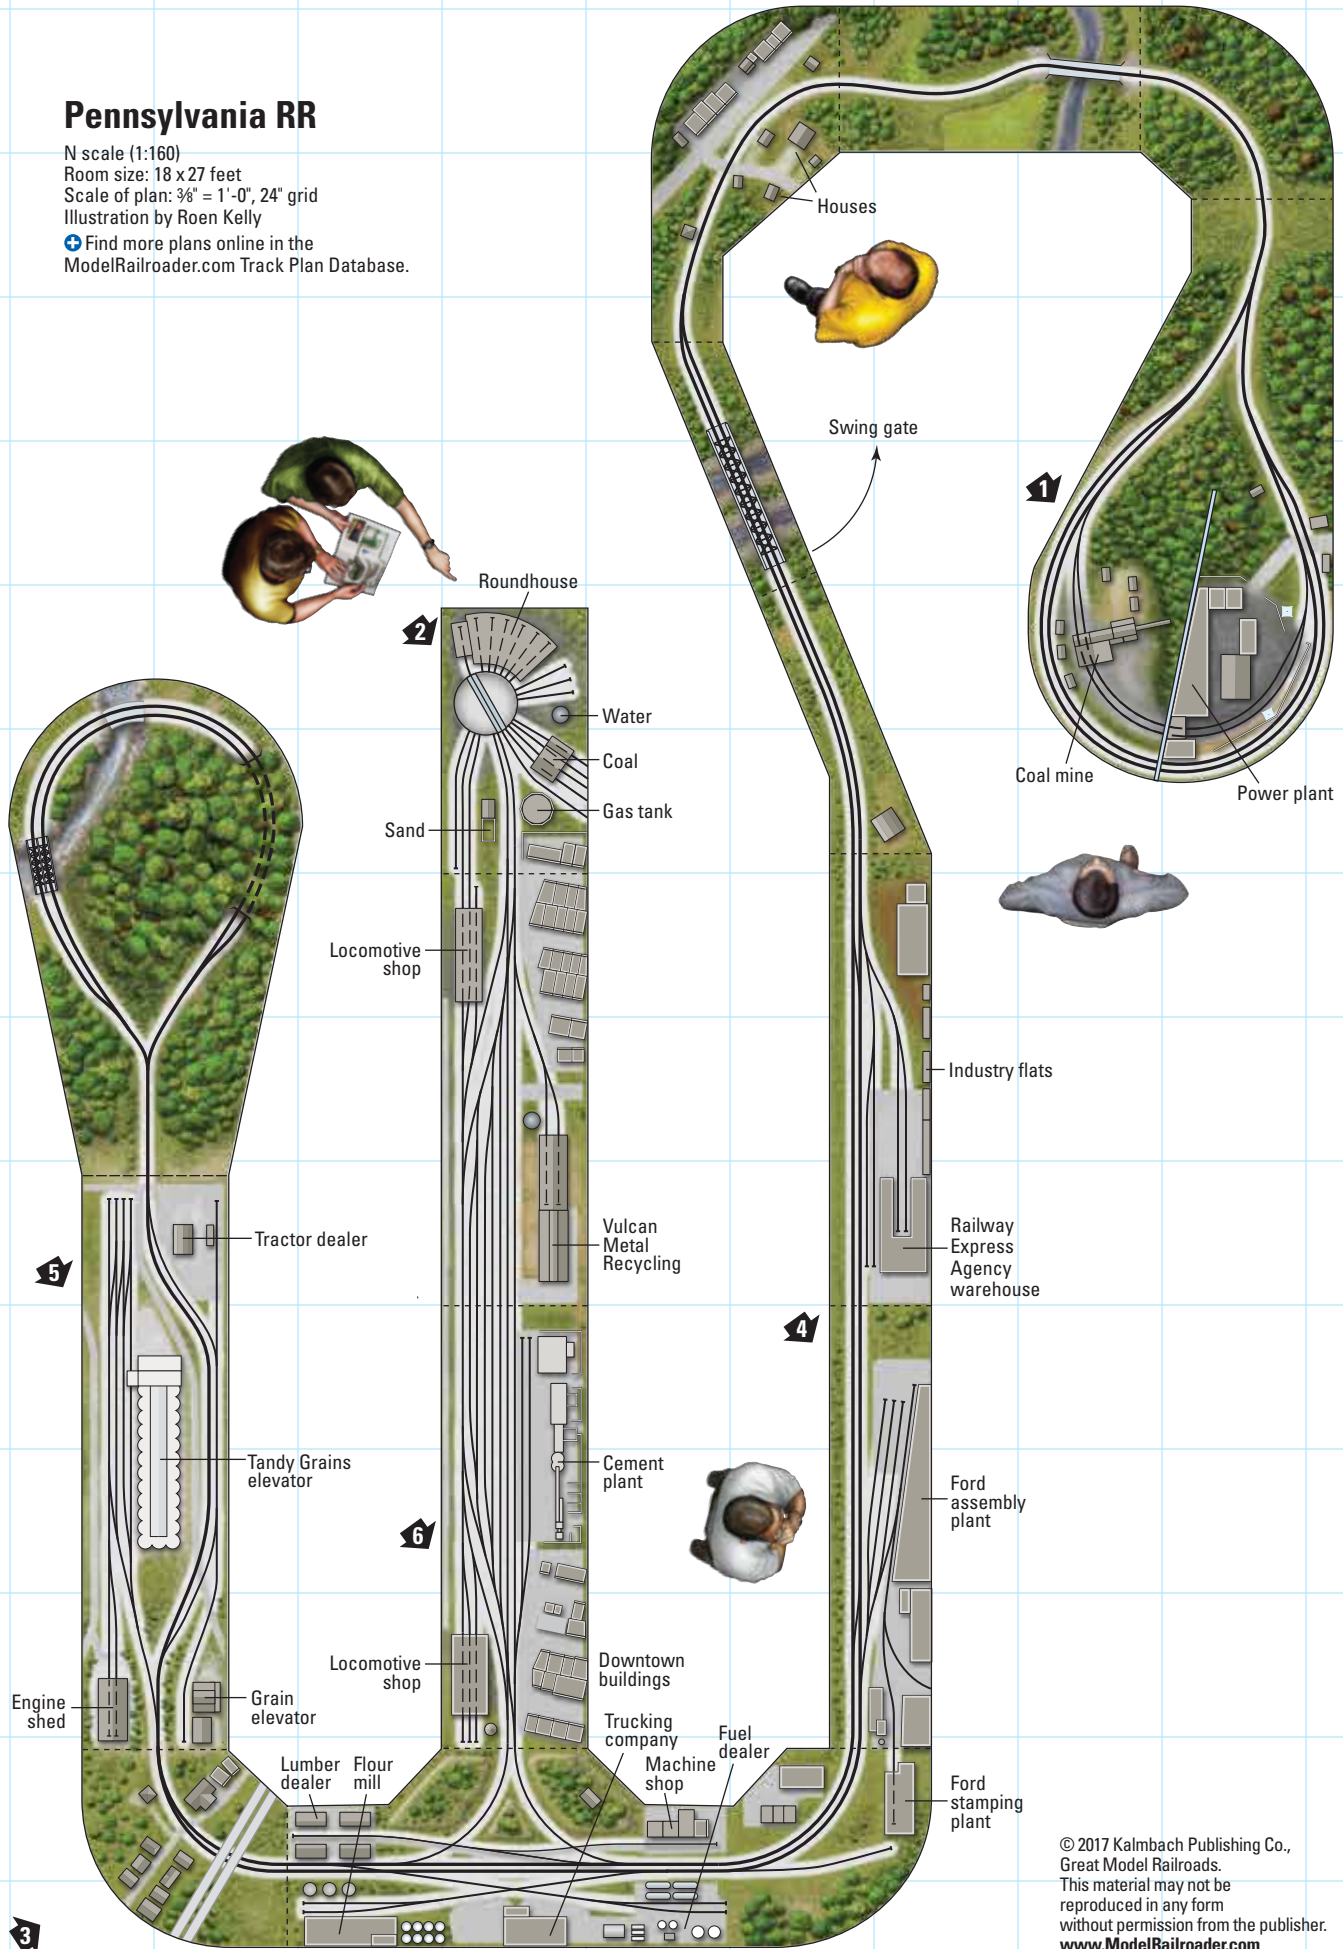 Pennsylvania RR
N scale (1:160)
Room size: 18 x 27 feet
Scale of plan: ⅜" = 1'-0", 24" grid
Illustration by Roen Kelly
Find more plans online in the
ModelRailroader.com Track Plan Database.
Houses
Swing gate
1
Roundhouse
2
Water
Coal
Gas tank
Sand
Coal mine
Power plant
Locomotive
shop
Industry flats
Vulcan
Metal
Recycling
Railway
Express
Agency
warehouse
Tractor dealer
5
4
Tandy Grains
elevator
Cement
plant
Ford
assembly
plant
6
Locomotive
shop
Downtown
buildings
Engine
shed
Grain
elevator
Trucking
company
Fuel
dealer
Lumber
dealer
Flour
mill
Machine
shop
Ford
stamping
plant
3
© 2017 Kalmbach Publishing Co.,
Great Model Railroads.
This material may not be
reproduced in any form
without permission from the publisher.
www.ModelRailroader.com